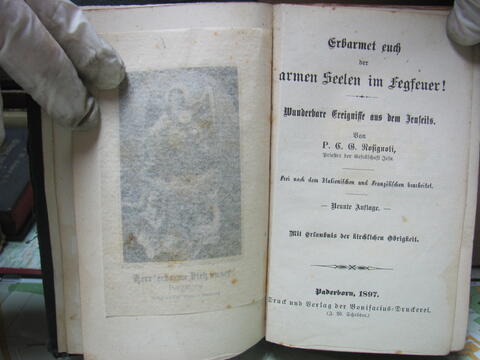 Erbarmet euch
der
armen Seelen im Fegfeuer!
Wunderbare Ereignisse aus dem Jenseits.
Von
P. C. G. Rosignoli,
Priester der Gesellschaft Jesu.
Frei nach dem Italienischen und Französischen bearbeitet.
— Neunte Auflage. —
Mit Erlaubnis der kirchlichen Obrigkeit.
Paderborn, 1897.
Druck und Verlag der Bonifacius-Druckerei.
(J. W. Schröder.)